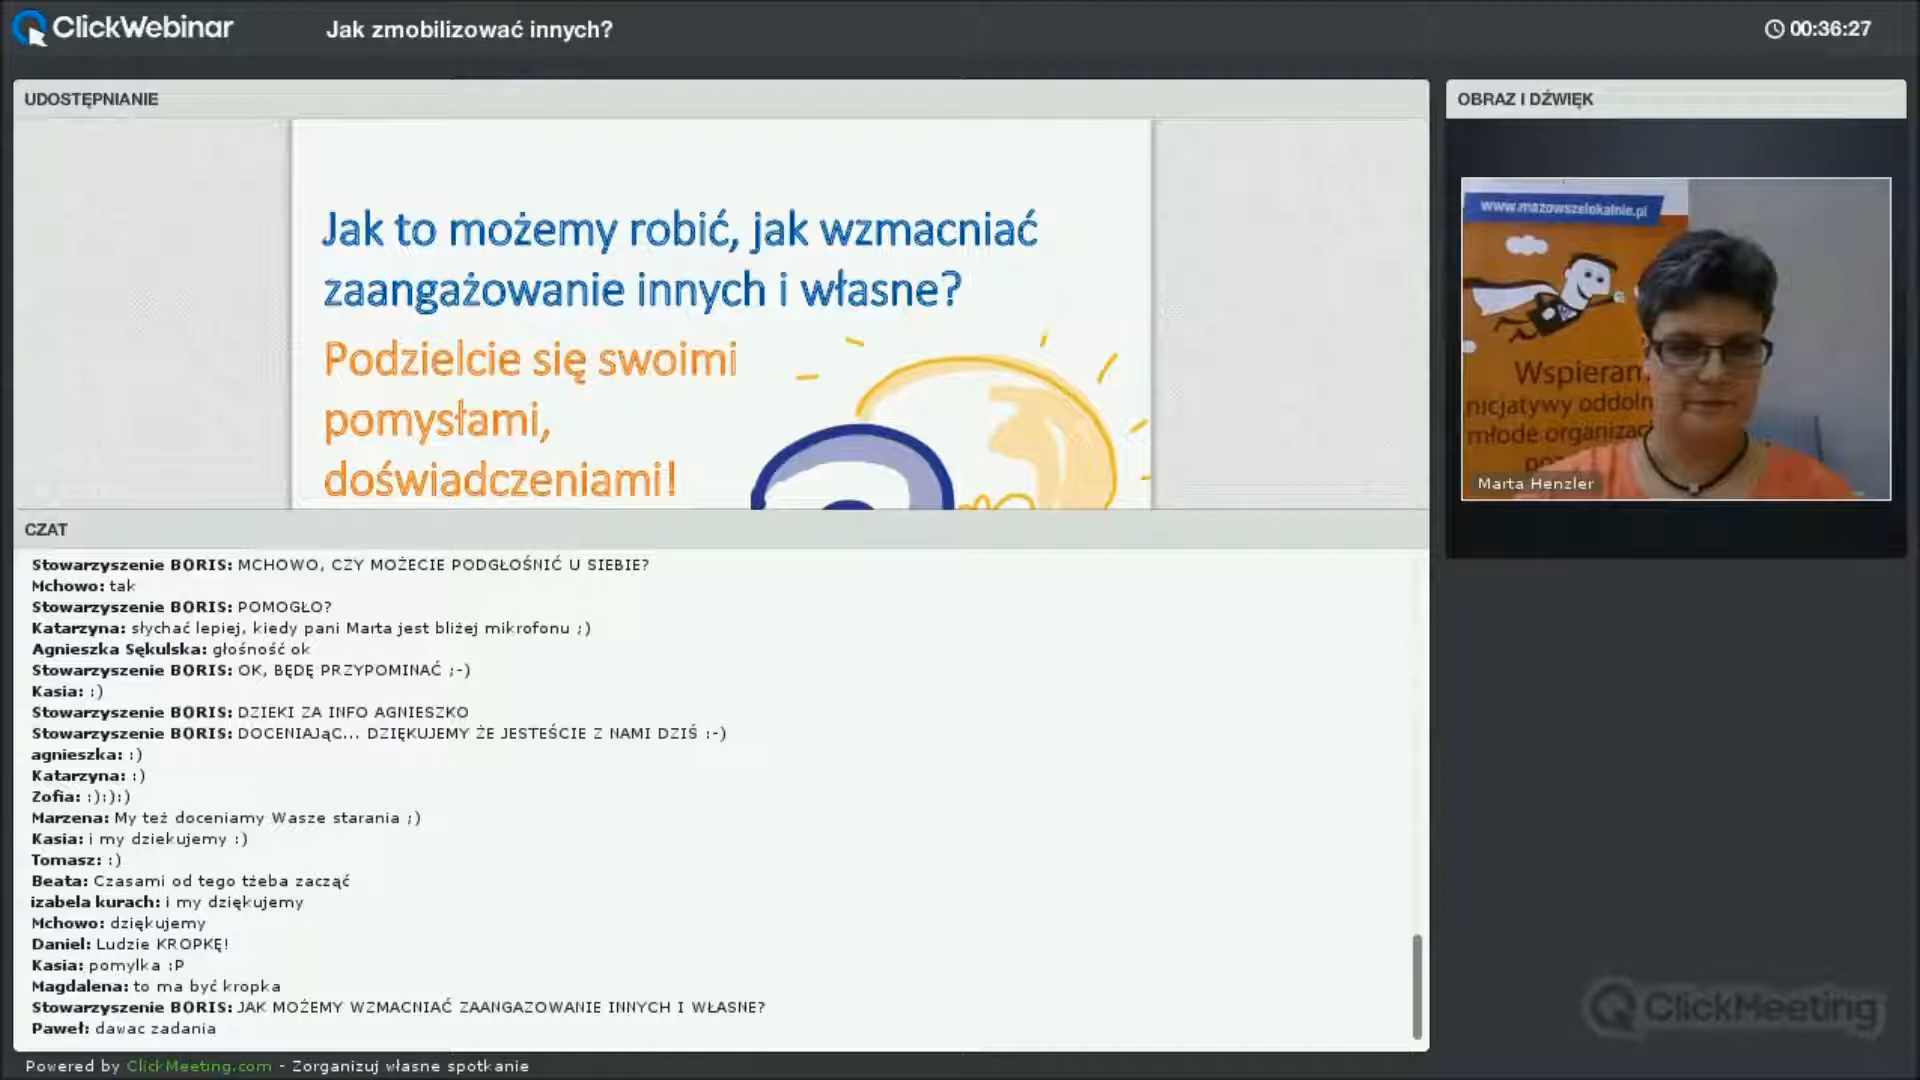 ClickWebinar
Jak zmobilizować innych?
00:36:27
UDOSTĘPNIANIE
Jak to możemy robić, jak wzmacniać
zaangażowanie innych i własne?
Podzielcie się swoimi
pomysłami,
doświadczeniami!
OBRAZ I DŹWIĘK
www.mazowszelokalnie.pl
Wspieram
nicjatywy oddoln
młode organizac
Marta Henzler
CZAT
Stowarzyszenie BORIS: MCHOWO, CZY MOŻECIE PODGŁOŚNIĆ U SIEBIE?
Mchowo: tak
Stowarzyszenie BORIS: POMOGŁO?
Katarzyna: słychać lepiej, kiedy pani Marta jest bliżej mikrofonu ;)
Agnieszka Sękulska: głośność ok
Stowarzyszenie BORIS: OK, BĘDĘ PRZYPOMINAĆ ;-)
Kasia: :)
Stowarzyszenie BORIS: DZIEKI ZA INFO AGNIESZKO
Stowarzyszenie BORIS: DOCENIAJąC... DZIĘKUJEMY ŻE JESTEŚCIE Z NAMI DZIŚ :-)
agnieszka: :)
Katarzyna: :)
Zofia: :):):)
Marzena: My też doceniamy Wasze starania ;)
Kasia: i my dziekujemy :)
Tomasz: :)
Beata: Czasami od tego tżeba zacząć
izabela kurach: i my dziękujemy
Mchowo: dziękujemy
Daniel: Ludzie KROPKĘ!
Kasia: pomylka :P
Magdalena: to ma być kropka
Stowarzyszenie BORIS: JAK MOŻEMY WZMACNIAĆ ZAANGAZOWANIE INNYCH I WŁASNE?
Paweł: dawac zadania
ClickMeeting
Powered by ClickMeeting.com - Zorganizuj własne spotkanie